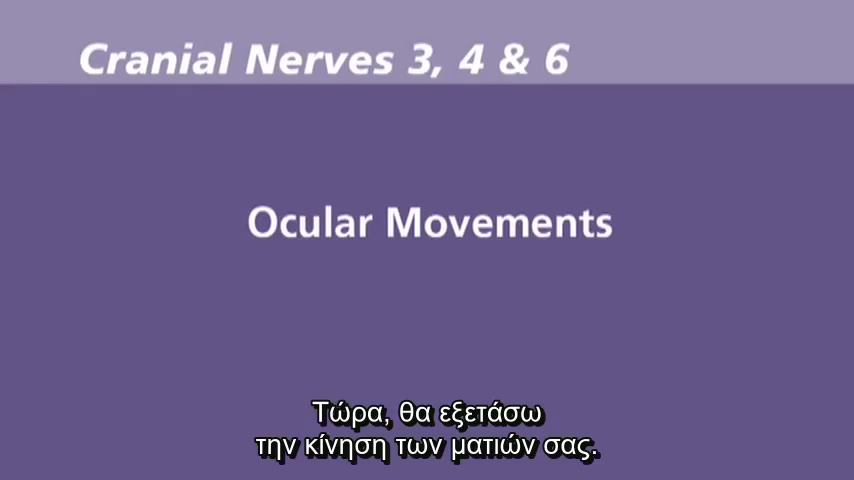 Cranial Nerves 3, 4 & 6
Ocular Movements
Τώρα, θα εξετάσω
την κίνηση των ματιών σας.